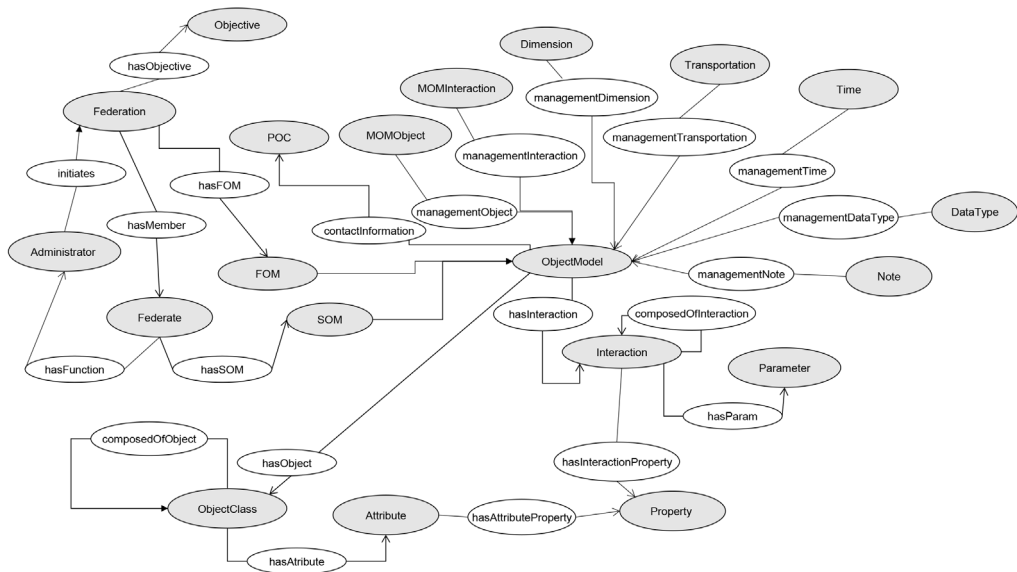 Objective
Dimension
hasObjective
Transportation
MOMInteraction
managementDimension
Time
Federation
MOMObject
POC
managementTransportation
managementInteraction
initiates
managementTime
hasFOM
managementObject
managementDataType
DataType
hasMember
contactInformation
Administrator
FOM
ObjectModel
managementNote
Note
Federate
SOM
hasInteraction
composedOfInteraction
Interaction
hasFunction
hasSOM
Parameter
hasParam
composedOfObject
hasObject
hasInteractionProperty
ObjectClass
Attribute
hasAttributeProperty
Property
hasAtribute